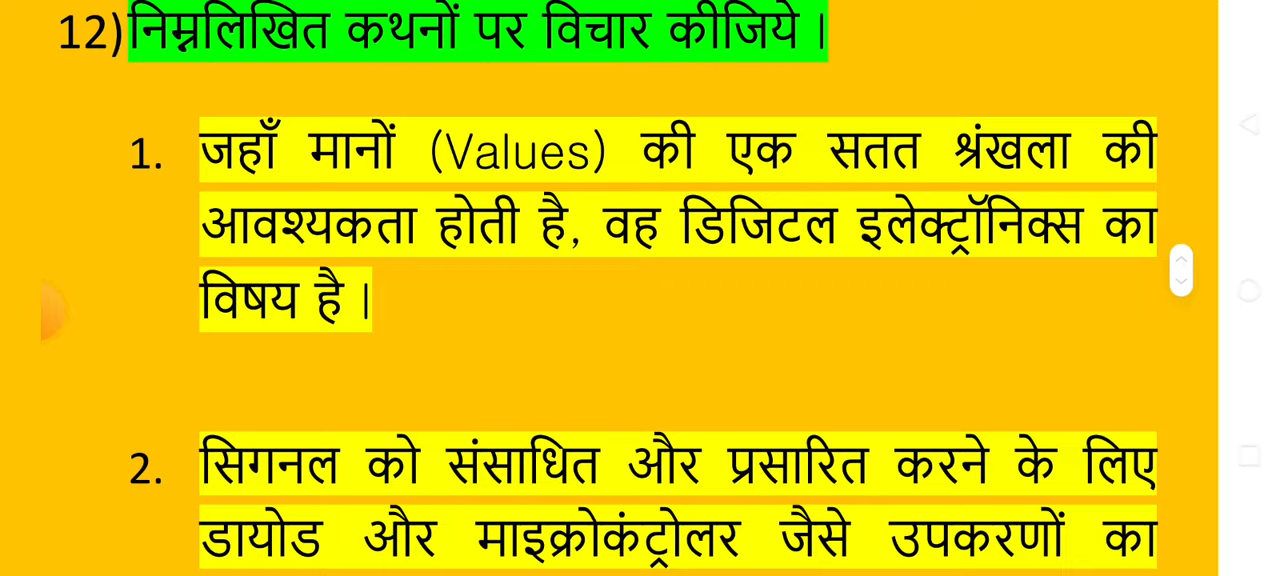 12) निम्नलिखित कथनों पर विचार कीजिये ।
1. जहाँ मानों (Values) की एक सतत श्रंखला की
आवश्यकता होती है, वह डिजिटल इलेक्ट्रॉनिक्स का
विषय है ।
2. सिगनल को संसाधित और प्रसारित करने के लिए
डायोड और माइक्रोकंट्रोलर जैसे उपकरणों का